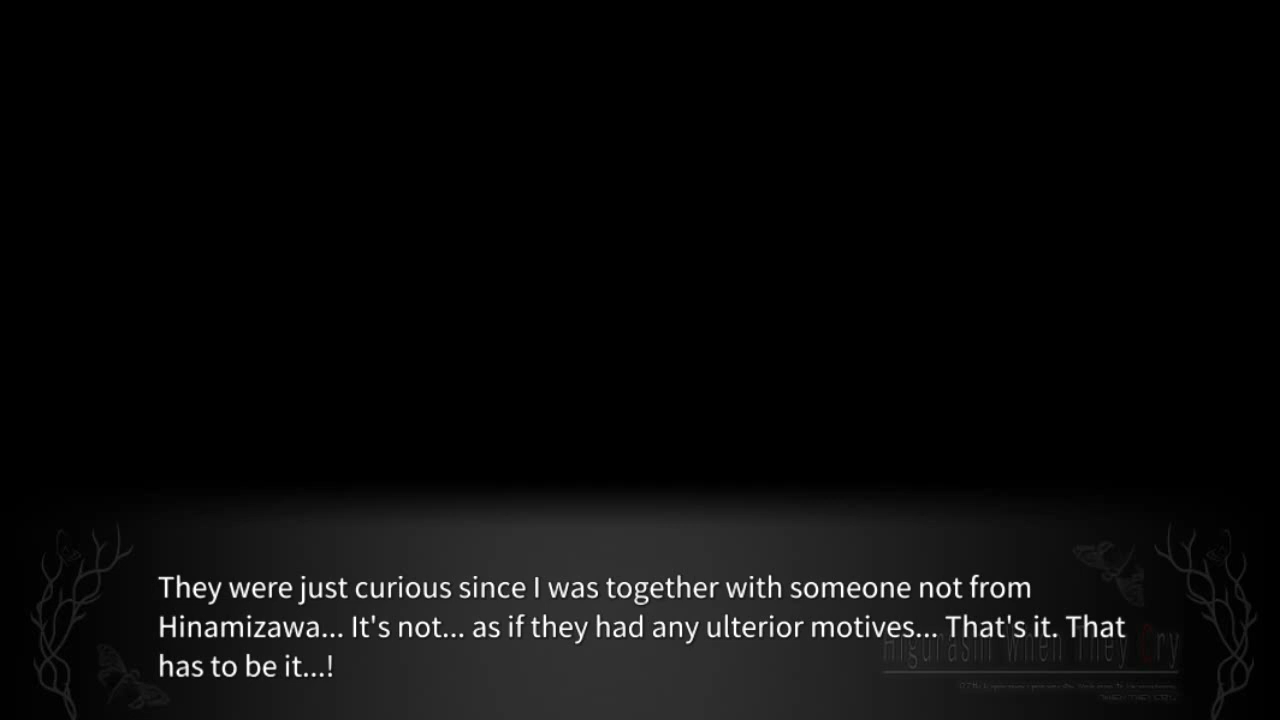 They were just curious since I was together with someone not from
Hinamizawa... It's not... as if they had any ulterior motives... That's it. That
has to be it...!
Higurashi When They Cry